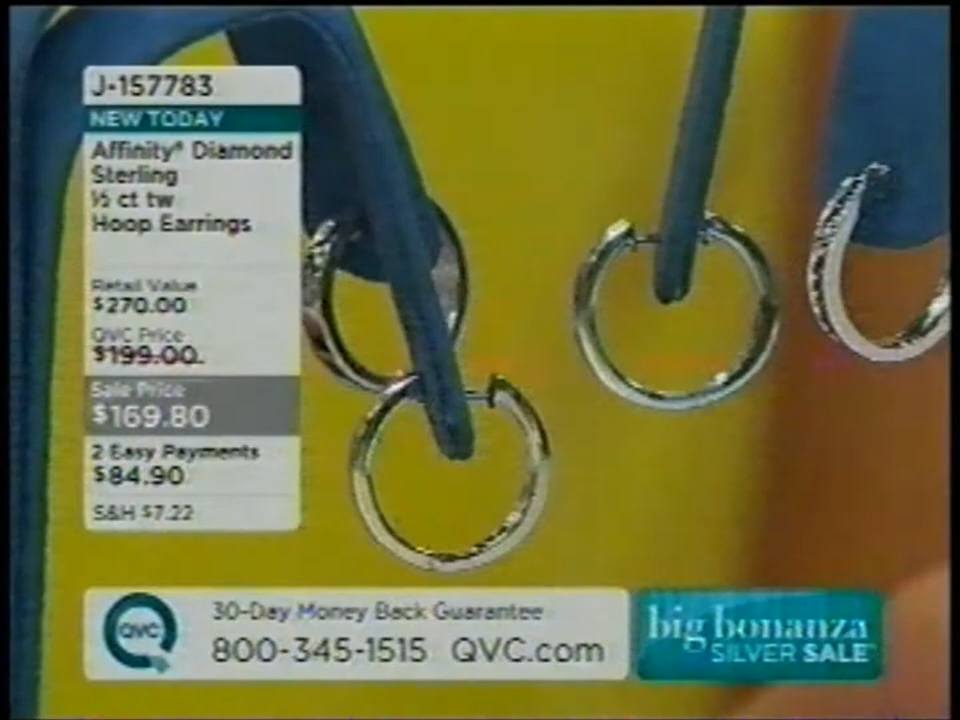 J-157783
NEW TODAY
Affinity® Diamond
Sterling
½ ct tw
Hoop Earrings
Retail Value
$270.00
QVC Price
$199.00
Sale Price
$169.80
2 Easy Payments
$84.90
S&H $7.22
QVC
30-Day Money Back Guarantee
800-345-1515 QVC.com
big bonanza
SILVER SALE™